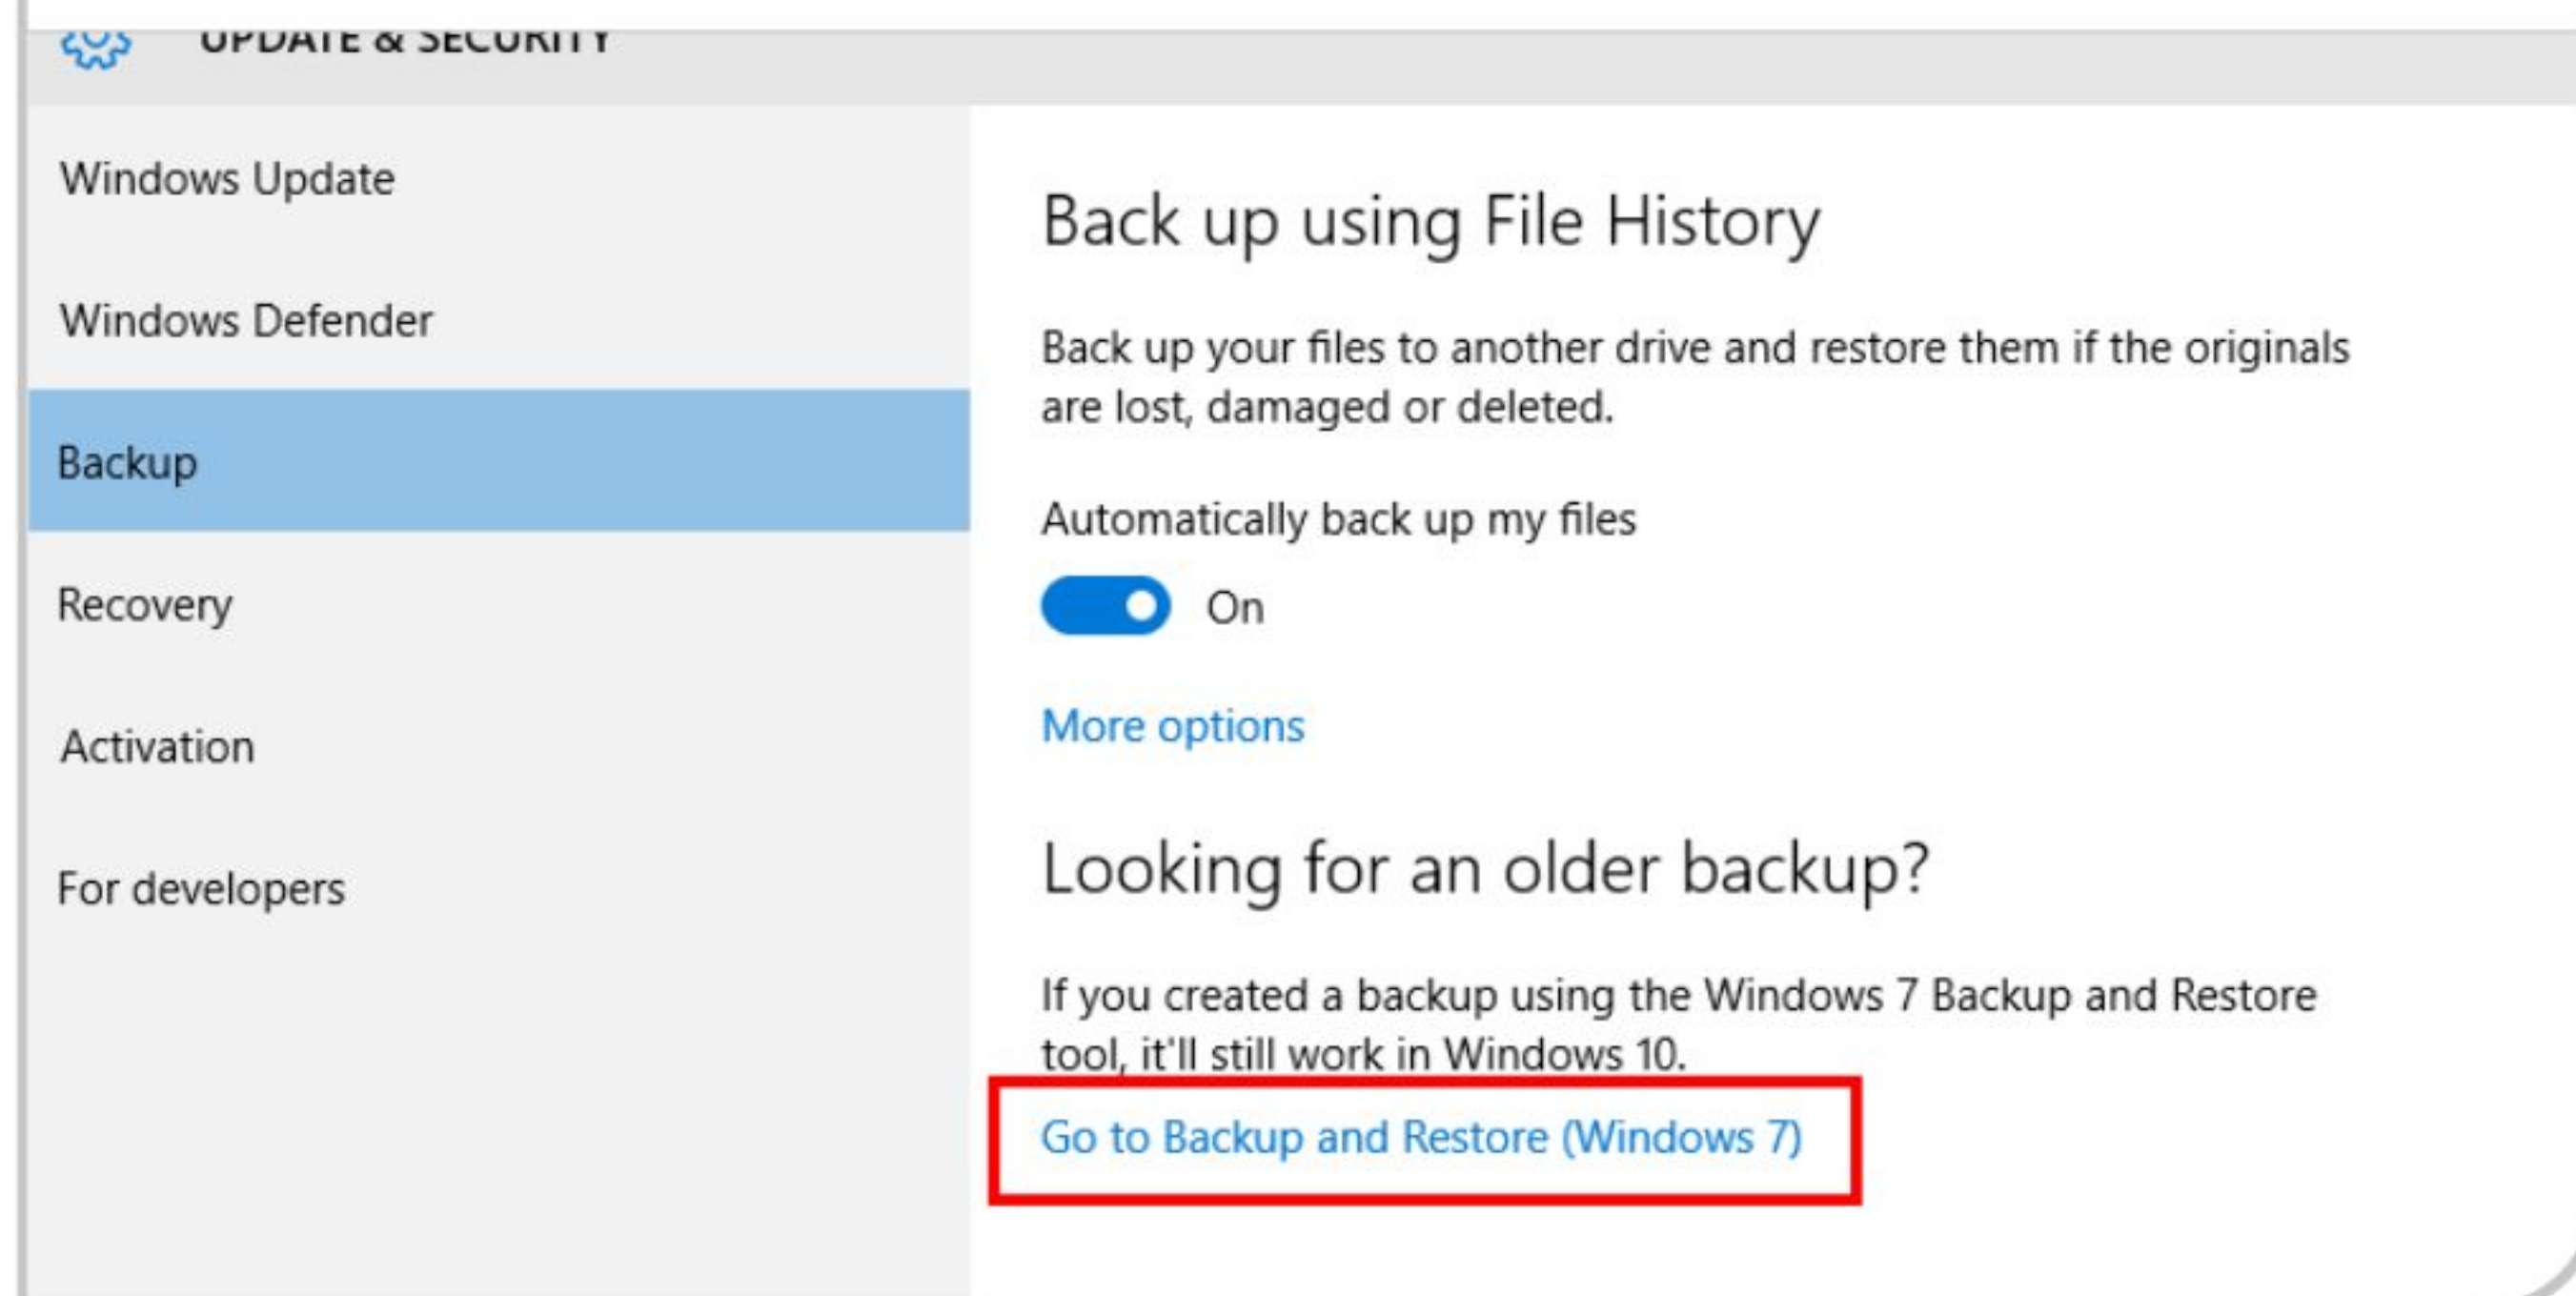 UPDATE & SECURITY
Windows Update
Windows Defender
Backup
Recovery
Activation
For developers
Back up using File History
Back up your files to another drive and restore them if the originals
are lost, damaged or deleted.
Automatically back up my files
On
More options
Looking for an older backup?
If you created a backup using the Windows 7 Backup and Restore
tool, it'll still work in Windows 10.
Go to Backup and Restore (Windows 7)